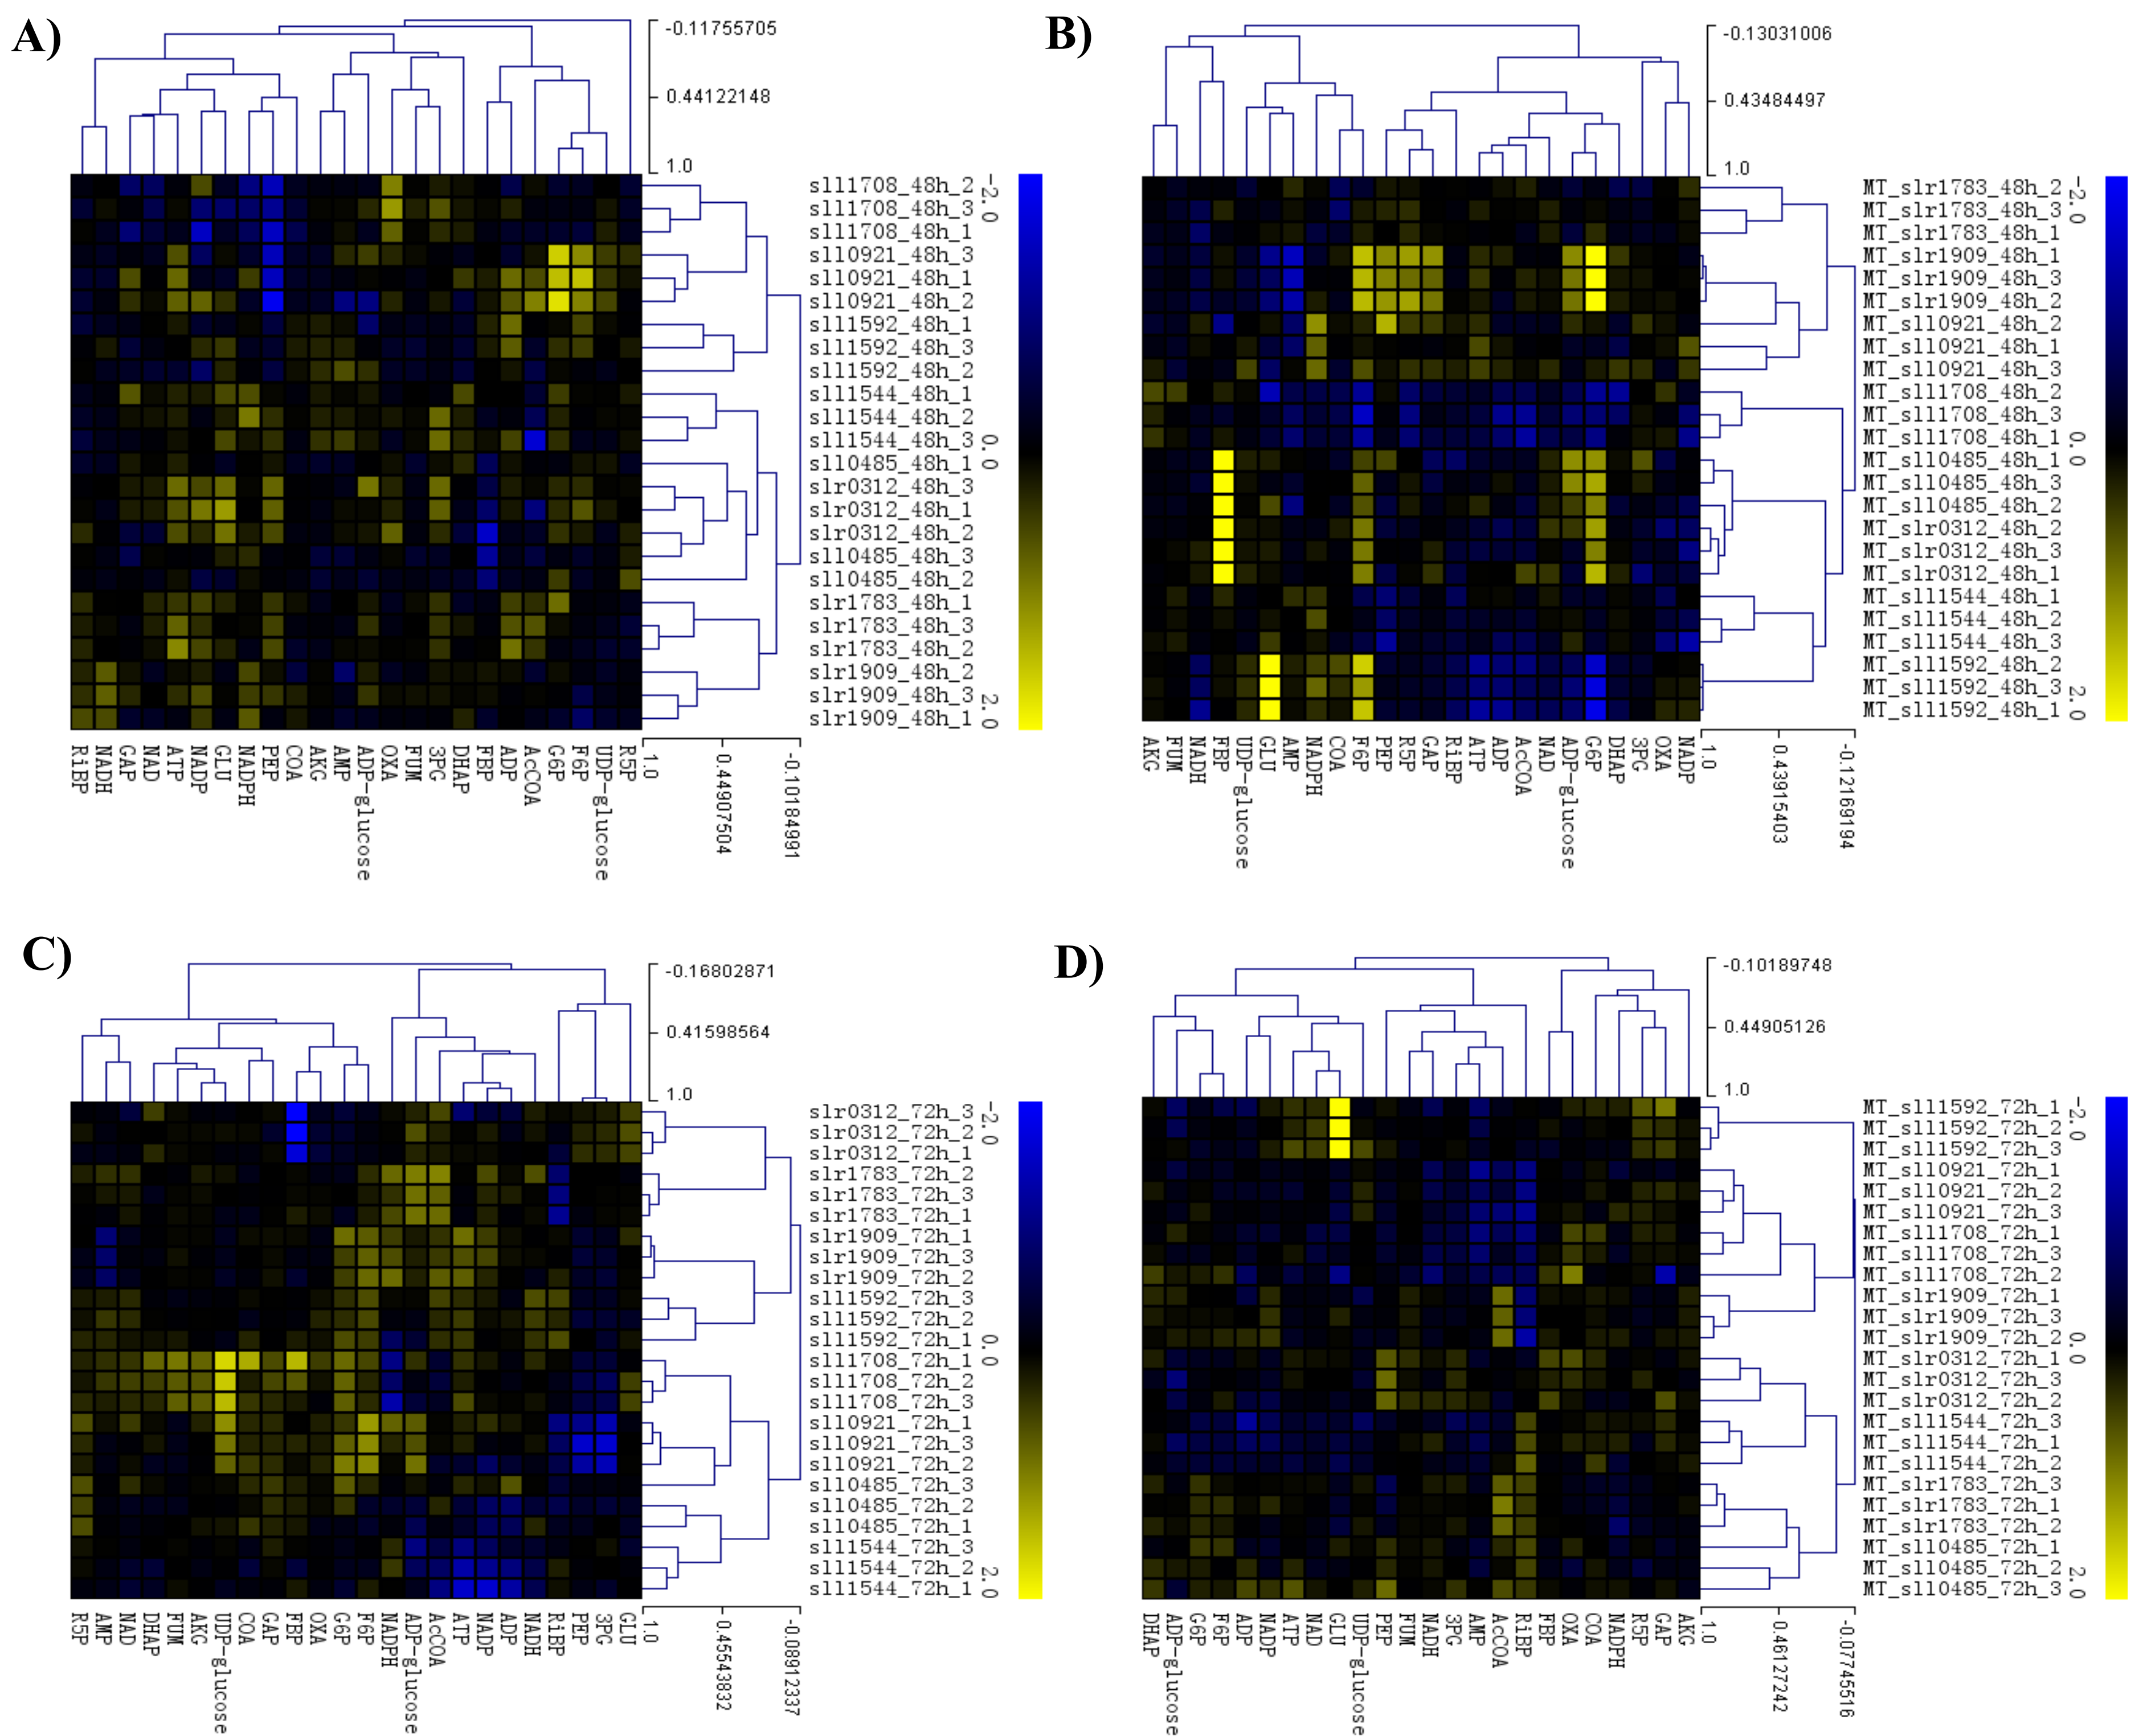 A)
-0.11755705
0.44122148
1.0
sll1708_48h_2
sll1708_48h_3
sll1708_48h_1
sll0921_48h_3
sll0921_48h_1
sll0921_48h_2
sll1592_48h_1
sll1592_48h_3
sll1592_48h_2
sll1544_48h_1
sll1544_48h_2
sll1544_48h_3
sll0485_48h_1
slr0312_48h_3
slr0312_48h_1
slr0312_48h_2
sll0485_48h_3
sll0485_48h_2
slr1783_48h_1
slr1783_48h_3
slr1783_48h_2
slr1909_48h_2
slr1909_48h_3
slr1909_48h_1
-2.0
0.0
2.0
RiBP
NADH
GAP
NAD
ATP
NADP
GLU
NADPH
PEP
COA
AKG
AMP
ADP-glucose
OXA
FUM
3PG
DHAP
FBP
ADP
AcCOA
G6P
F6P
UDP-glucose
R5P
1.0
0.44907504
-0.10184991
B)
-0.13031006
0.43484497
1.0
MT_slr1783_48h_2
MT_slr1783_48h_3
MT_slr1783_48h_1
MT_slr1909_48h_1
MT_slr1909_48h_3
MT_slr1909_48h_2
MT_sll0921_48h_2
MT_sll0921_48h_1
MT_sll0921_48h_3
MT_sll1708_48h_2
MT_sll1708_48h_3
MT_sll1708_48h_1
MT_sll0485_48h_1
MT_sll0485_48h_3
MT_sll0485_48h_2
MT_slr0312_48h_2
MT_slr0312_48h_3
MT_slr0312_48h_1
MT_sll1544_48h_1
MT_sll1544_48h_2
MT_sll1544_48h_3
MT_sll1592_48h_2
MT_sll1592_48h_3
MT_sll1592_48h_1
-2.0
0.0
2.0
AKG
FUM
NADH
FBP
UDP-glucose
GLU
AMP
NADPH
COA
F6P
PEP
R5P
GAP
RiBP
ATP
ADP
AcCOA
NAD
ADP-glucose
G6P
DHAP
3PG
OXA
NADP
1.0
0.43915403
-0.12169194
C)
-0.16802871
0.41598564
1.0
slr0312_72h_3
slr0312_72h_2
slr0312_72h_1
slr1783_72h_2
slr1783_72h_3
slr1783_72h_1
slr1909_72h_1
slr1909_72h_3
slr1909_72h_2
sll1592_72h_3
sll1592_72h_2
sll1592_72h_1
sll1708_72h_1
sll1708_72h_2
sll1708_72h_3
sll0921_72h_1
sll0921_72h_3
sll0921_72h_2
sll0485_72h_3
sll0485_72h_2
sll0485_72h_1
sll1544_72h_3
sll1544_72h_2
sll1544_72h_1
-2.0
0.0
2.0
R5P
AMP
NAD
DHAP
FUM
AKG
UDP-glucose
COA
GAP
FBP
OXA
G6P
F6P
NADPH
ADP-glucose
AcCOA
ATP
NADP
ADP
NADH
RiBP
PEP
3PG
GLU
1.0
0.45543832
-0.08912337
D)
-0.10189748
0.44905126
1.0
MT_sll1592_72h_1
MT_sll1592_72h_2
MT_sll1592_72h_3
MT_sll0921_72h_1
MT_sll0921_72h_2
MT_sll0921_72h_3
MT_sll1708_72h_1
MT_sll1708_72h_3
MT_sll1708_72h_2
MT_slr1909_72h_1
MT_slr1909_72h_3
MT_slr1909_72h_2
MT_slr0312_72h_1
MT_slr0312_72h_3
MT_slr0312_72h_2
MT_sll1544_72h_3
MT_sll1544_72h_1
MT_sll1544_72h_2
MT_slr1783_72h_3
MT_slr1783_72h_1
MT_slr1783_72h_2
MT_sll0485_72h_1
MT_sll0485_72h_2
MT_sll0485_72h_3
-2.0
0.0
2.0
DHAP
ADP-glucose
G6P
F6P
ADP
NADP
ATP
NAD
GLU
UDP-glucose
PEP
FUM
NADH
3PG
AMP
AcCOA
RiBP
FBP
OXA
COA
NADPH
R5P
GAP
AKG
1.0
0.46127242
-0.07745516